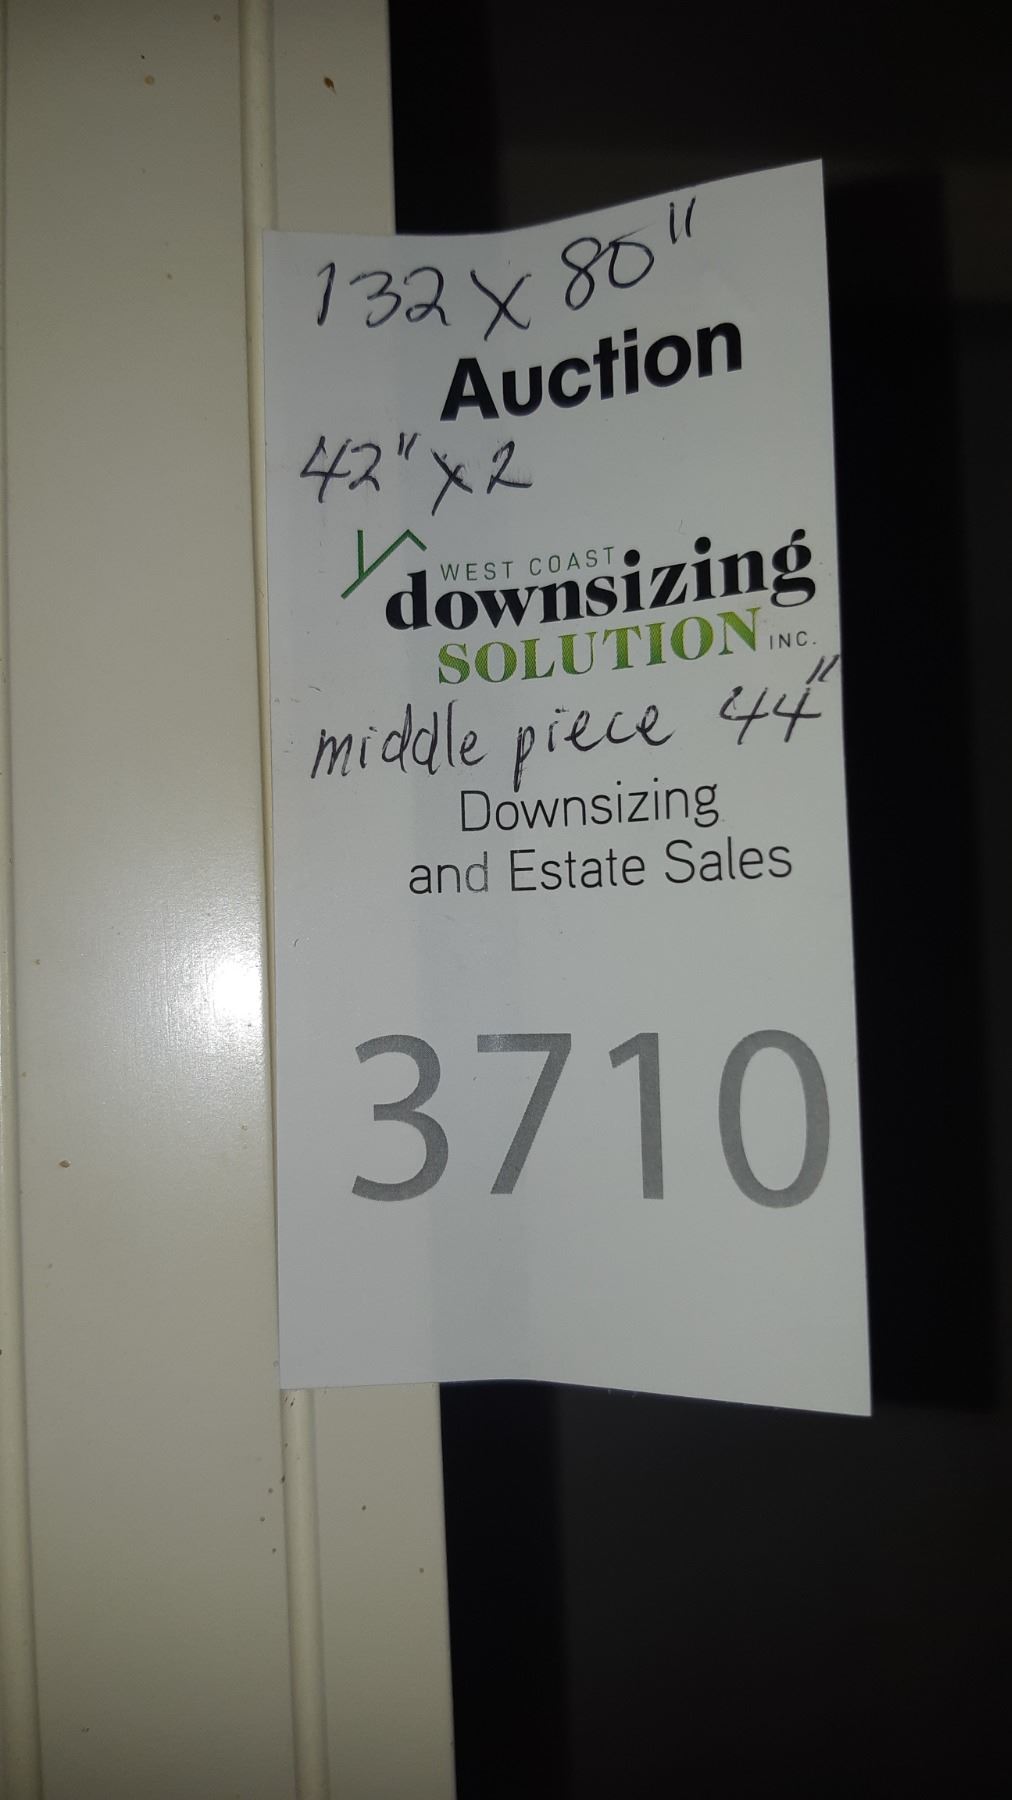 132 x 80"
Auction
42" x 2
WEST COAST
downsizing
SOLUTION INC.
middle piece 44"
Downsizing
and Estate Sales
3710